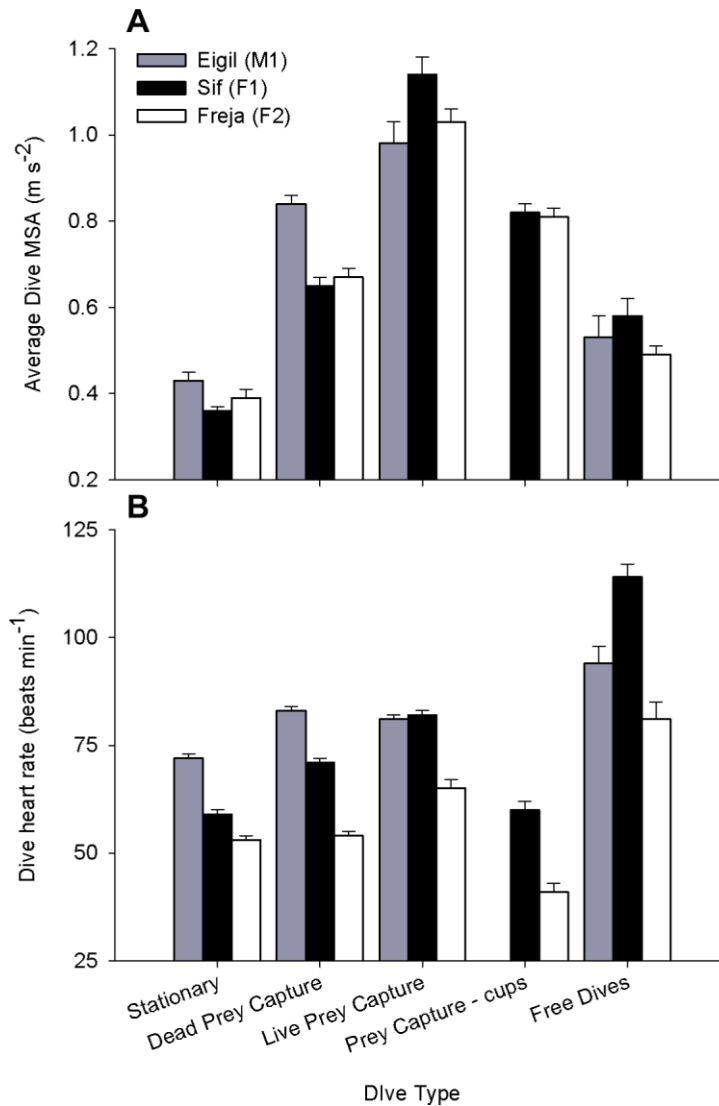 A
Average Dive MSA (m s-2)
1.2
1.0
0.8
0.6
0.4
0.2
Eigil (M1)
Sif (F1)
Freja (F2)
B
Dive heart rate (beats min-1)
125
100
75
50
25
Stationary
Dead Prey Capture
Live Prey Capture
Prey Capture - cups
Free Dives
DIve Type